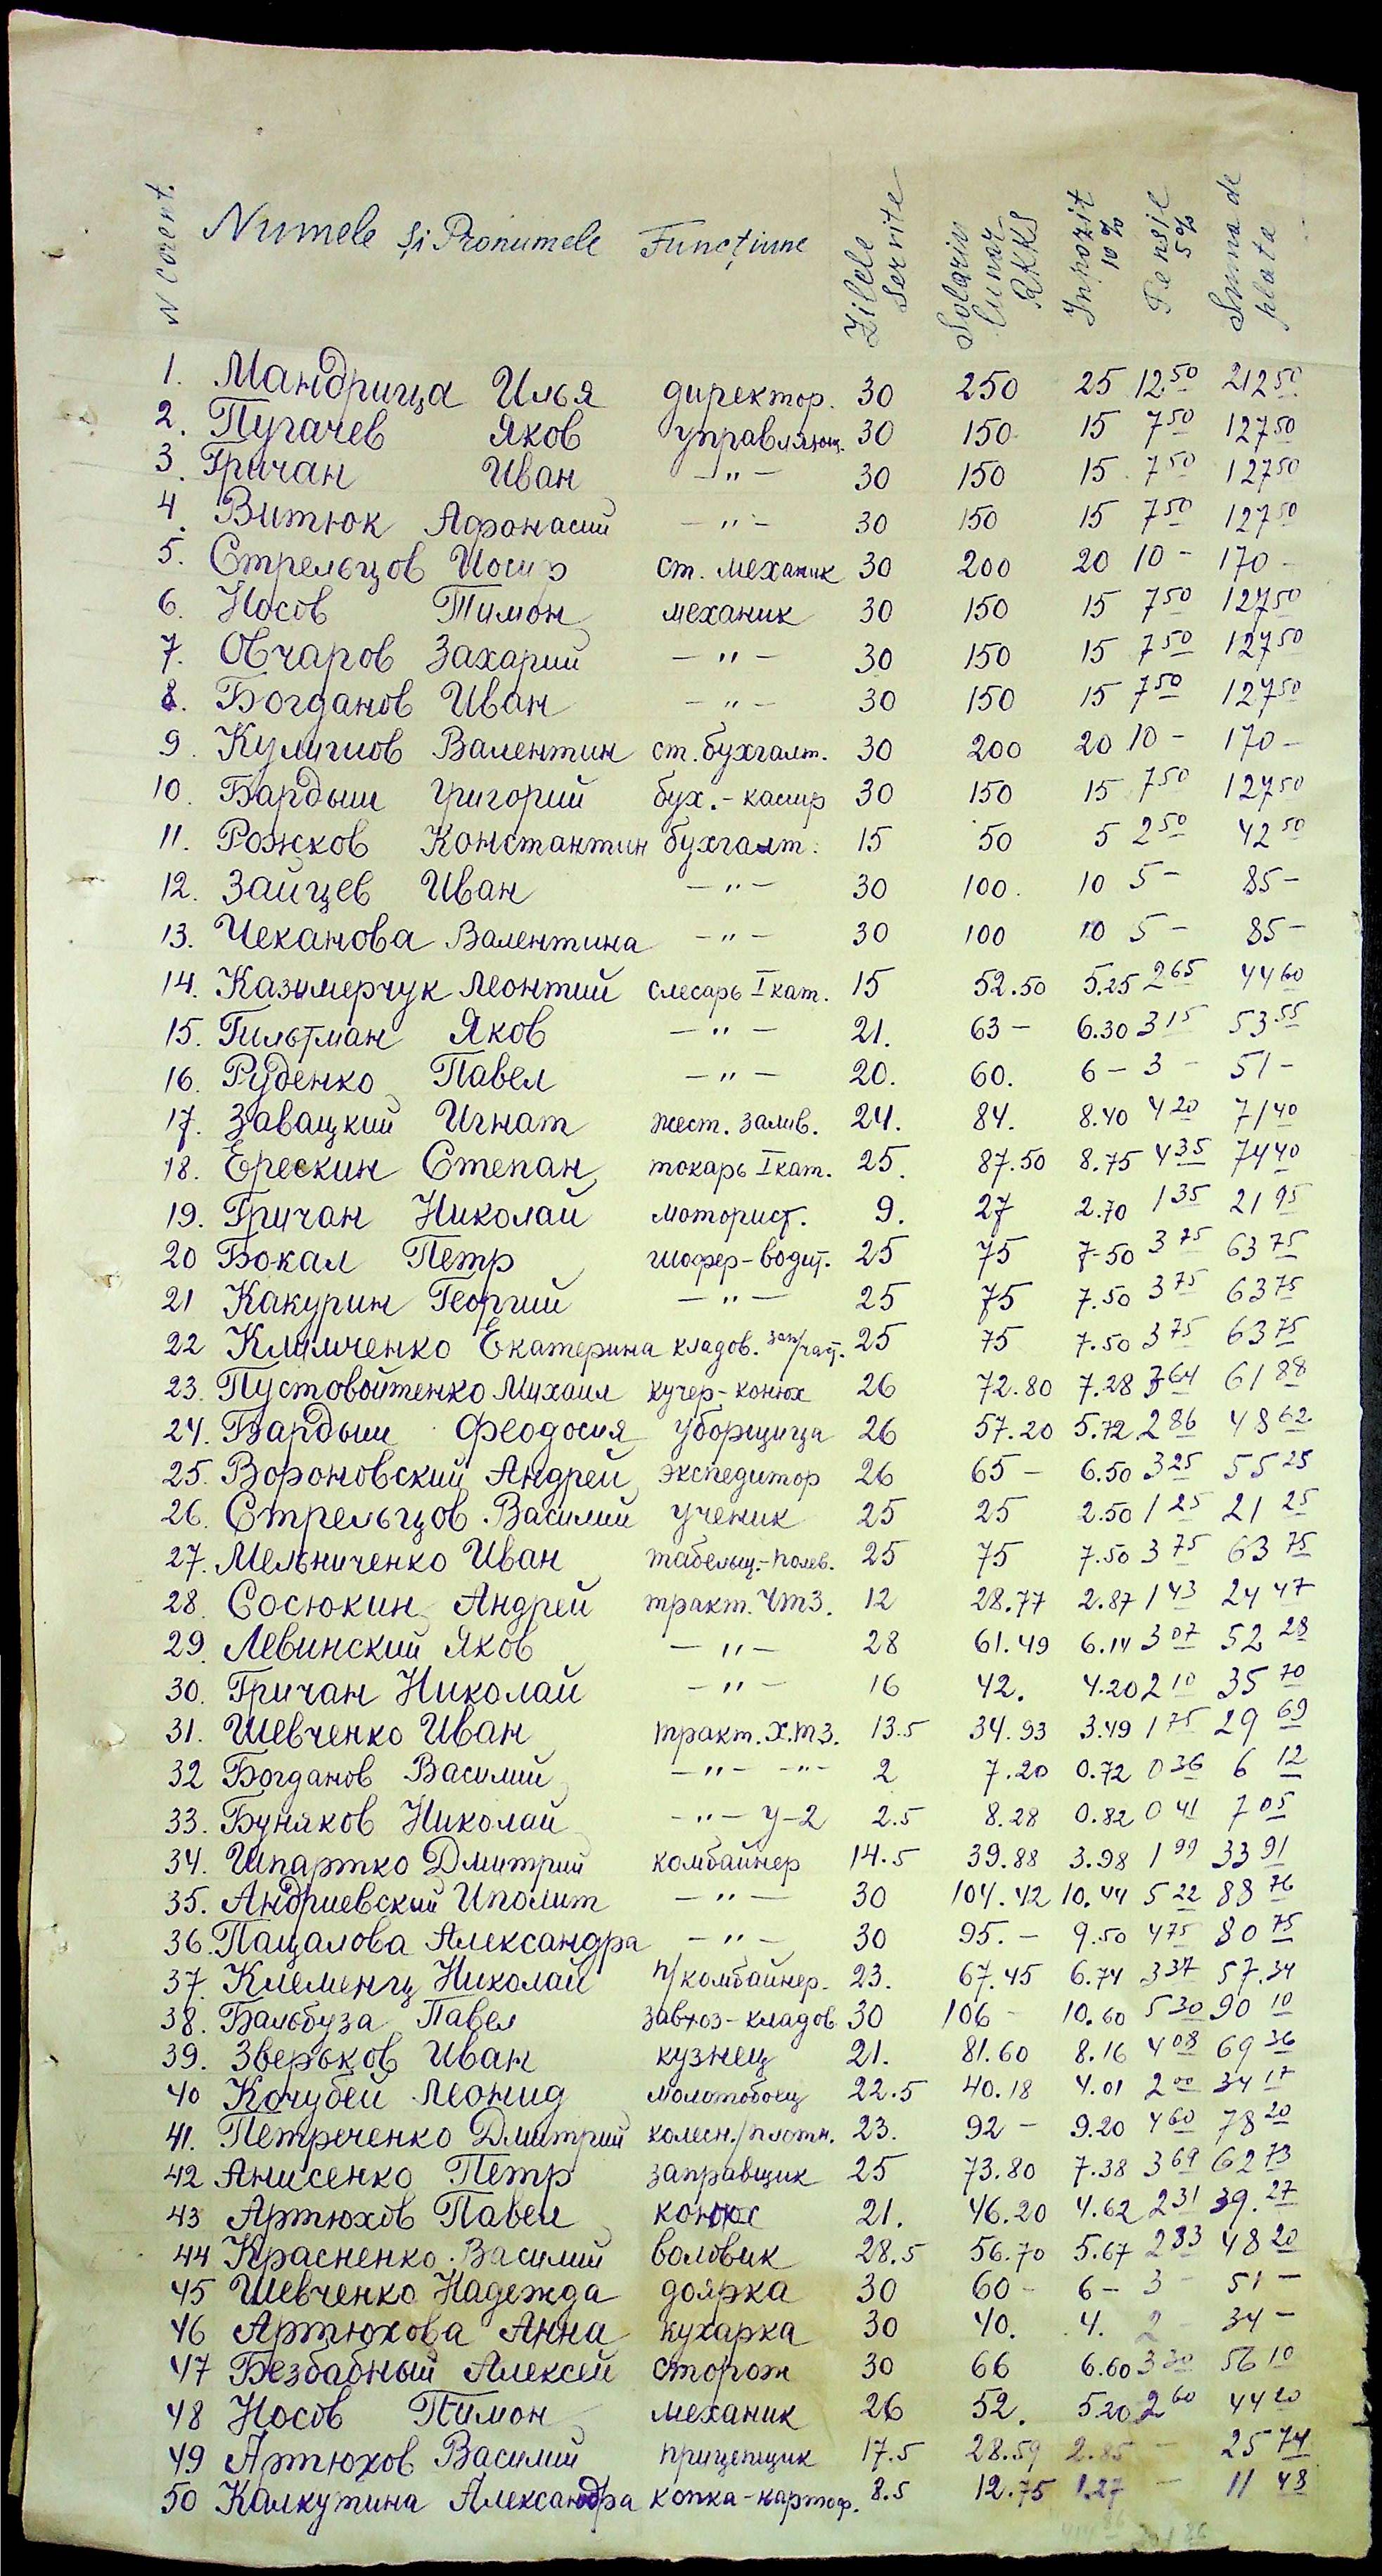 N corent. Numele și Pronumele Funcțiune Zilele servite Solariu lunar RKKS Inpozit 10% Pensie 5% Suma de plata
1. Мандрица Илья директор. 30 250 25 12.50 212 50
2. Пугачев Яков управляющ. 30 150 15 7 50 127 50
3. Гричан Иван —"— 30 150 15 7 50 127 50
4. Витюк Афонасий —"— 30 150 15 7 50 127 50
5. Стрельцов Иосиф ст. механик 30 200 20 10 - 170 -
6. Носов Тимон механик 30 150 15 7 50 127 50
7. Овчаров Захарий —"— 30 150 15 7 50 127 50
8. Богданов Иван —"— 30 150 15 7 50 127 50
9. Кулигиов Валентин ст. бухгалт. 30 200 20 10 - 170 -
10. Бардыш Григорий бух.-касир 30 150 15 7 50 127 50
11. Рожков Константин бухгалт. 15 50 5 2 50 42 50
12. Зайцев Иван —"— 30 100. 10 5 - 85 -
13. Чеканова Валентина —"— 30 100 10 5 - 85 -
14. Казимерчук Леонтий слесарь I кат. 15 52.50 5.25 2 65 44 60
15. Гильтман Яков —"— 21. 63 - 6.30 3 15 53 55
16. Руденко Павел —"— 20. 60. 6 - 3 - 51 -
17. Завацкий Игнат жест. залив. 24. 84. 8.40 4 20 71 40
18. Ерескин Степан токарь I кат. 25. 87.50 8.75 4 35 74 40
19. Гричан Николай моторист. 9. 27 2.70 1 35 21 95
20 Бокал Петр шофер-водит. 25 75 7-50 3 75 63 75
21 Какурин Георгий —"— 25 75 7.50 3 75 63 75
22 Климченко Екатерина кладов. зап/част. 25 75 7.50 3 75 63 75
23. Пустовойтенко Михаил кучер-конюх 26 72.80 7.28 3 64 61 88
24. Бардыш Феодосия уборщица 26 57.20 5.72 2 86 48 62
25. Вороновский Андрей экспедитор 26 65 - 6.50 3 25 55 25
26. Стрельцов Василий ученик 25 25 2.50 1 25 21 25
27. Мельниченко Иван табельщ.-полев. 25 75 7.50 3 75 63 75
28. Сосюкин Андрей тракт. ЧТЗ. 12 28.77 2.87 1 43 24 47
29. Левинский Яков —"— 28 61.49 6.14 3 07 52 28
30. Гричан Николай —"— 16 42. 4.20 2 10 35 70
31. Шевченко Иван тракт. Х.ТЗ. 13.5 34.93 3.49 1 75 29 69
32 Богданов Василий —"— —"— 2 7.20 0.72 0 36 6 12
33. Буняков Николай —"— У-2 2.5 8.28 0.82 0 41 7 05
34. Шпартко Дмитрий комбайнер 14.5 39.88 3.98 1 99 33 91
35. Андриевский Иполит —"— 30 104.42 10.44 5 22 88 76
36. Пащалова Александра —"— 30 95.- 9.50 4 75 80 75
37. Клеменц Николай п/комбайнер. 23. 67.45 6.74 3 37 57.34
38. Бальбуза Павел завхоз-кладов. 30 106 - 10.60 5 30 90 10
39. Зверьков Иван кузнец 21. 81.60 8.16 4 08 69 36
40 Кочубей Леонид молотобоец 22.5 40.18 4.01 2 00 34 17
41. Петреченко Дмитрий колесн./плотн. 23. 92 - 9.20 4 60 78 20
42 Анисенко Петр заправщик 25 73.80 7.38 3 69 62 73
43 Артюхов Павел конюх 21. 46.20 4.62 2 31 39.27
44 Красненко Василий воловик 28.5 56.70 5.67 2 83 48 20
45 Шевченко Надежда доярка 30 60 - 6 - 3 - 51 -
46 Артюхова Анна кухарка 30 40. 4. 2 - 34 -
47 Безбабный Алексей сторож 30 66 6.60 3 30 56 10
48 Носов Тимон механик 26 52. 5.20 2 60 44 20
49 Артюхов Василий прицепщик 17.5 28.59 2.85 — 25 74
50 Калкутина Александра копка-картоф. 8.5 12.75 1.27 — 11 48